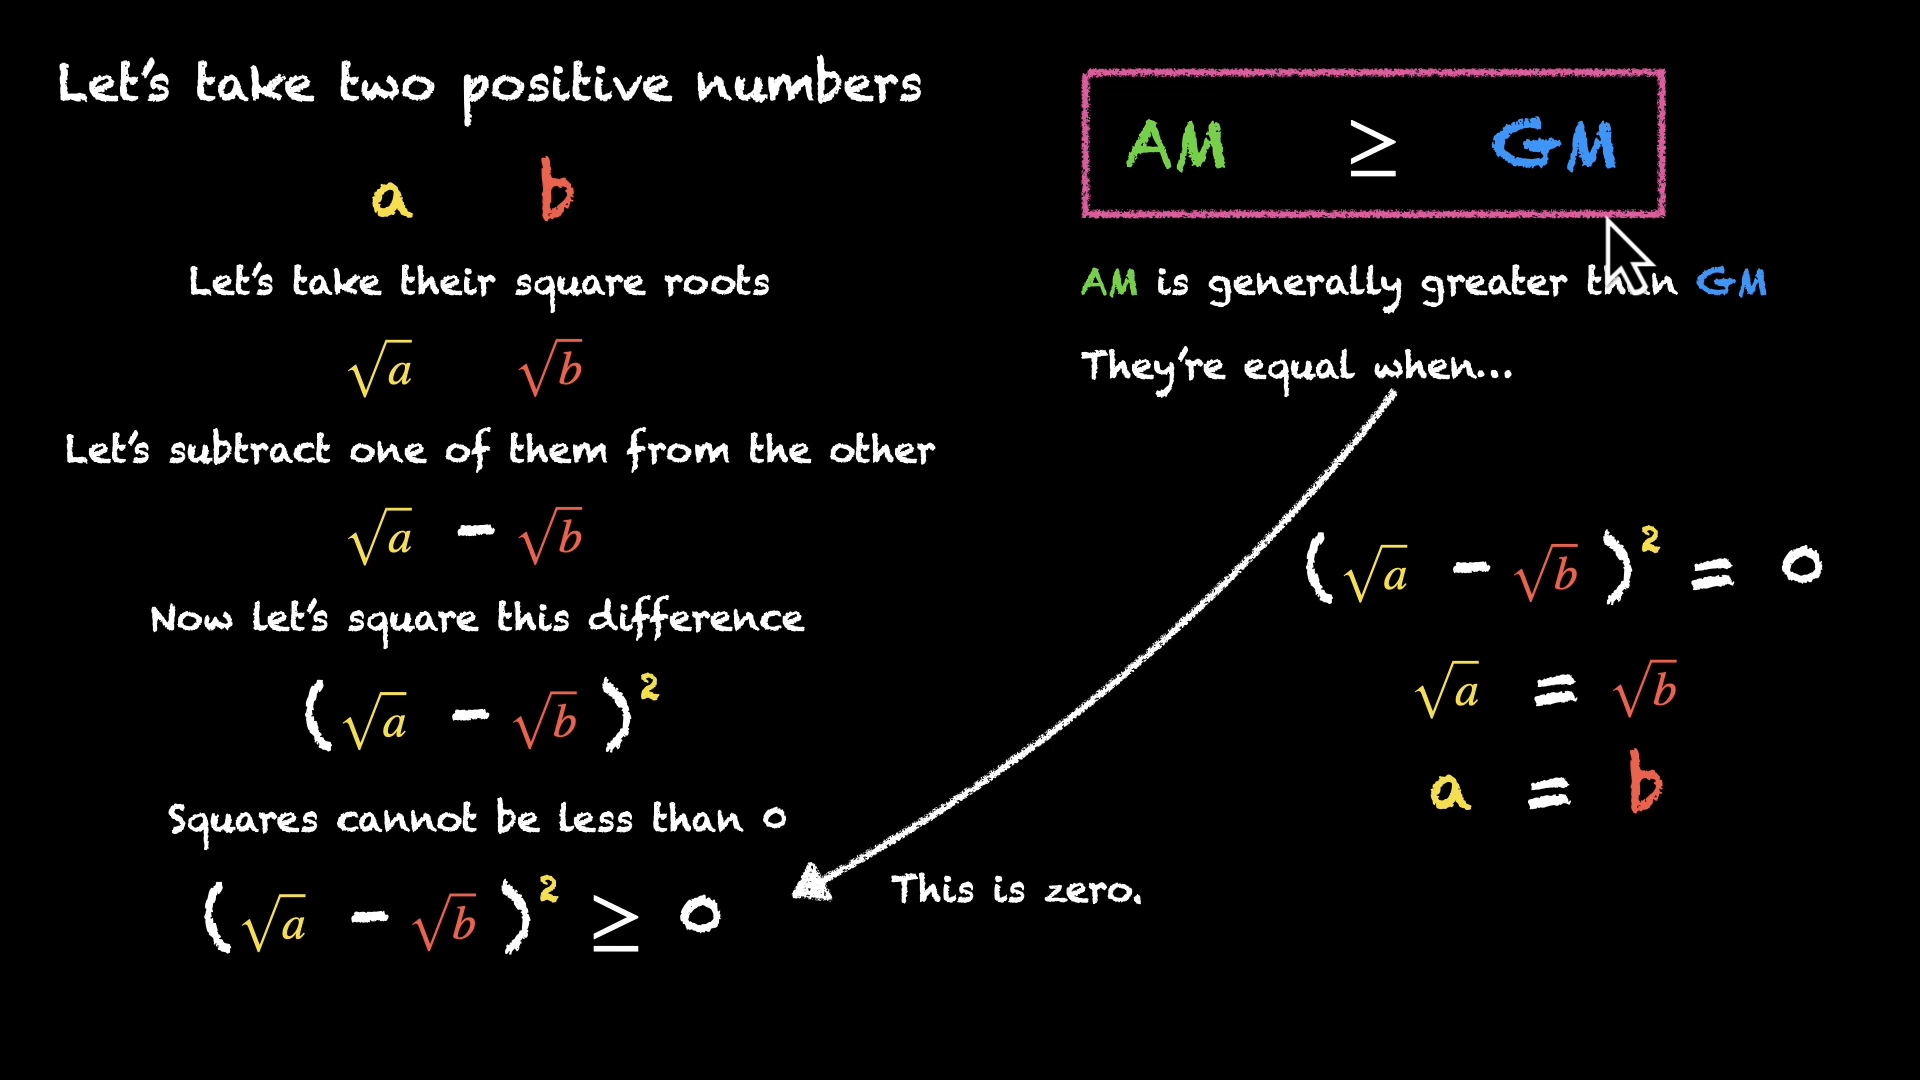 Let's take two positive numbers
a b
Let's take their square roots
√a √b
Let's subtract one of them from the other
√a - √b
Now let's square this difference
(√a - √b)²
Squares cannot be less than 0
(√a - √b)² ≥ 0
AM ≥ GM
AM is generally greater than GM
They're equal when...
This is zero.
(√a - √b)² = 0
√a = √b
a = b